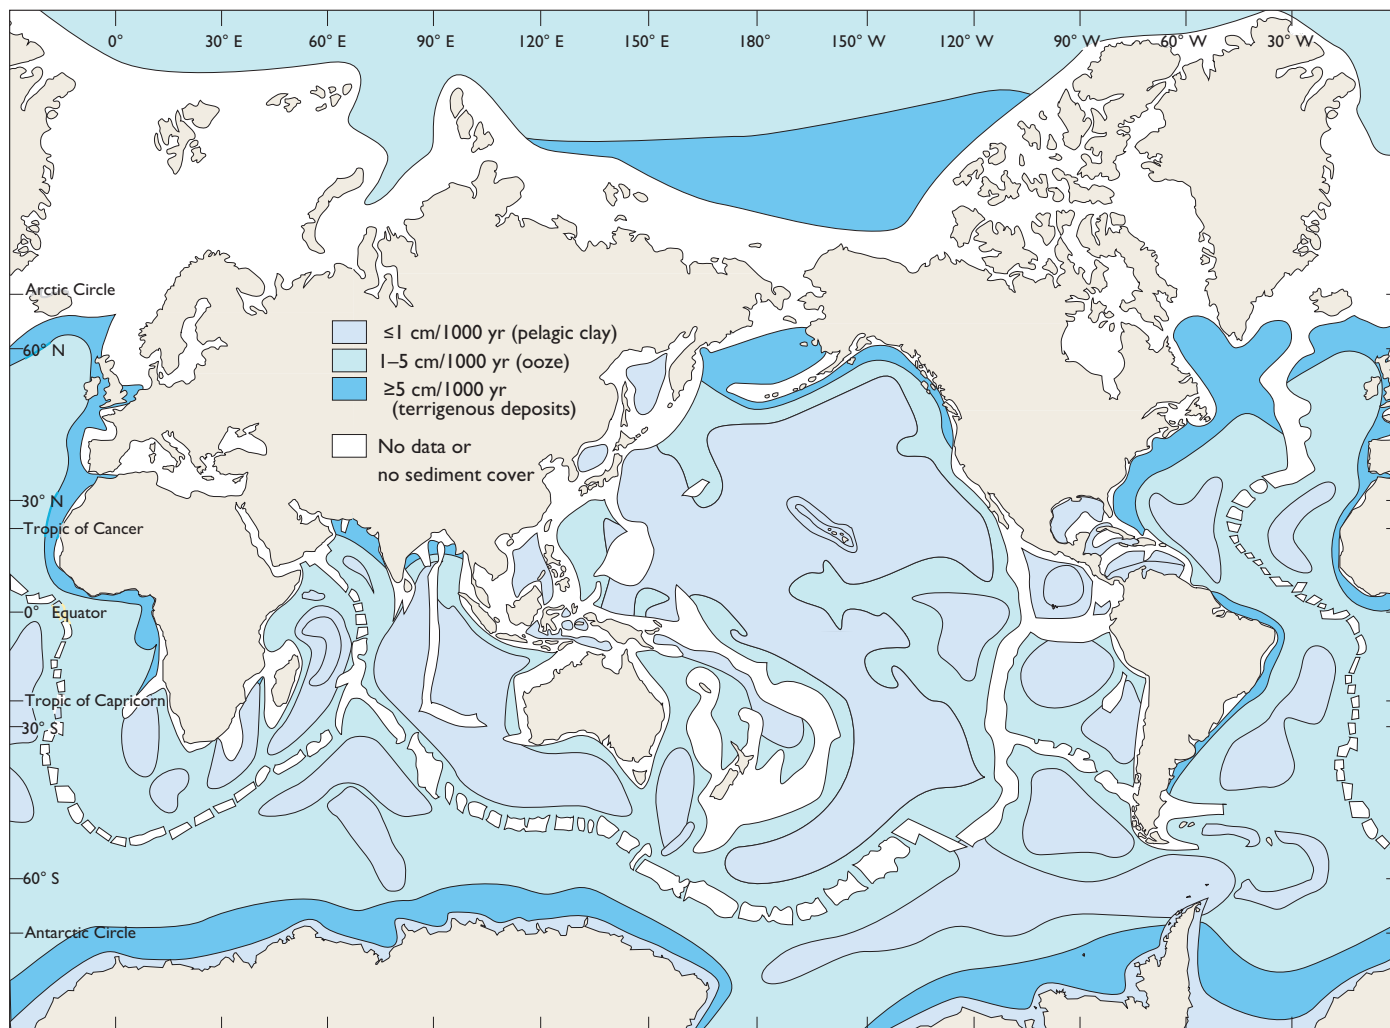 0° 30° E 60° E 90° E 120° E 150° E 180° 150° W 120° W 90° W 60° W 30° W
Arctic Circle
≤1 cm/1000 yr (pelagic clay)
60° N
1–5 cm/1000 yr (ooze)
≥5 cm/1000 yr
(terrigenous deposits)
No data or
no sediment cover
30° N
Tropic of Cancer
0° Equator
Tropic of Capricorn
30° S
60° S
Antarctic Circle